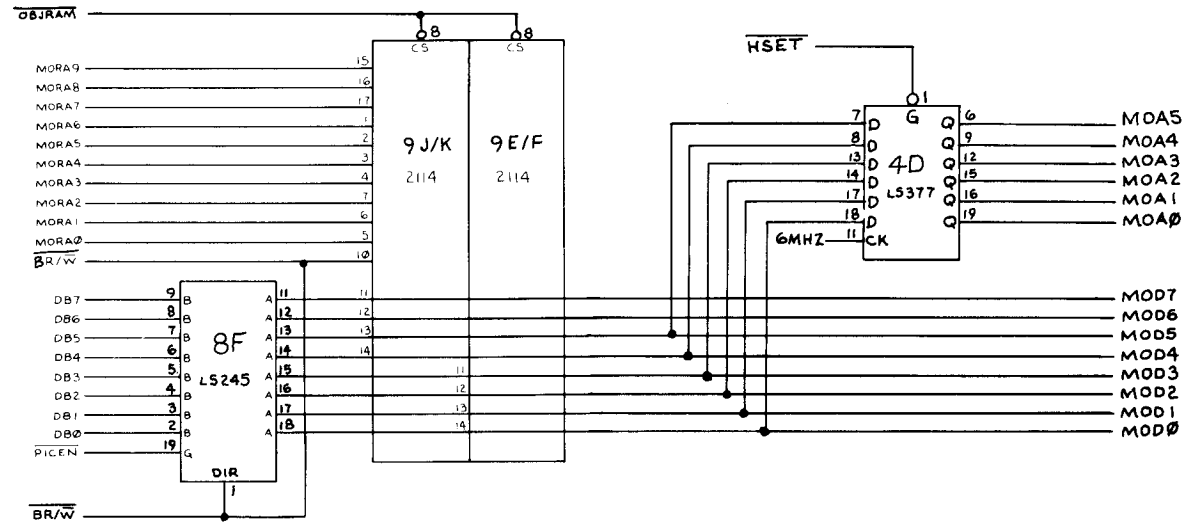 OBJRAM
8 8
CS CS
HSET
MORA9 15
MORA8 16
MORA7 17
MORA6 1
MORA5 2
MORA4 3
MORA3 4
MORA2 7
MORA1 6
MORA0 5
BR/W 10
9J/K 9E/F
2114 2114
1
G
7 D Q 6 MOA5
8 D Q 9 MOA4
13 D Q 12 MOA3
14 D Q 15 MOA2
17 D Q 16 MOA1
18 D Q 19 MOA0
4D
LS377
6MHZ 11 CK
DB7 9 B A 11 11 MOD7
DB6 8 B A 12 12 MOD6
DB5 7 B A 13 13 MOD5
DB4 6 B A 14 14 MOD4
DB3 5 B A 15 11 MOD3
DB2 4 B A 16 12 MOD2
DB1 3 B A 17 13 MOD1
DB0 2 B A 18 14 MOD0
8F
LS245
PICEN 19 G
DIR
1
BR/W